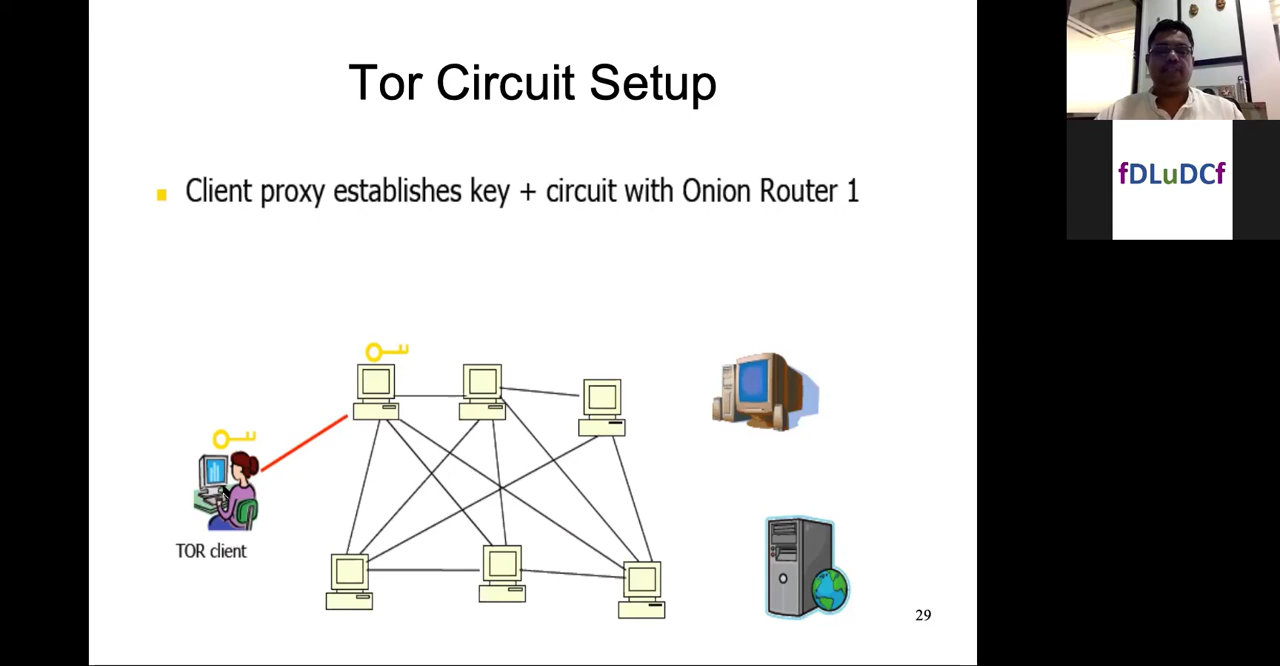 Tor Circuit Setup
Client proxy establishes key + circuit with Onion Router 1
TOR client
29
fDLuDCf